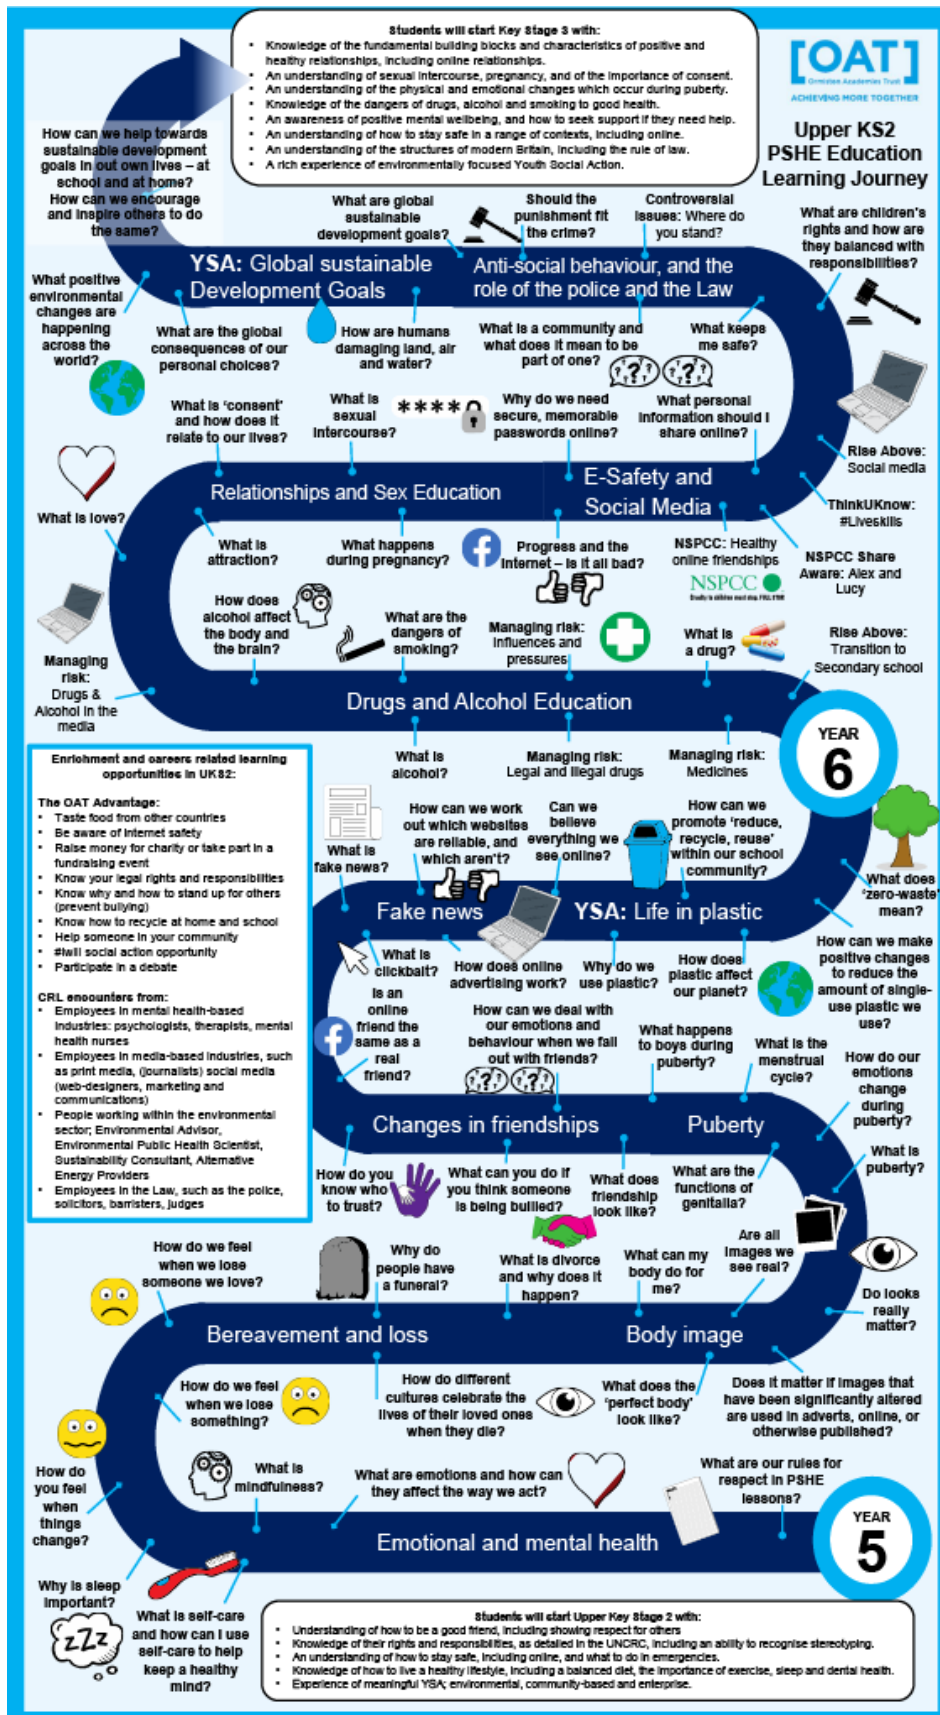 Students will start Key Stage 3 with:
• Knowledge of the fundamental building blocks and characteristics of positive and
healthy relationships, including online relationships.
• An understanding of sexual intercourse, pregnancy, and of the importance of consent.
• An understanding of the physical and emotional changes which occur during puberty.
• Knowledge of the dangers of drugs, alcohol and smoking to good health.
• An awareness of positive mental wellbeing, and how to seek support if they need help.
• An understanding of how to stay safe in a range of contexts, including online.
• An understanding of the structures of modern Britain, including the rule of law.
• A rich experience of environmentally focused Youth Social Action.
[OAT]
Ormiston Academies Trust
ACHIEVING MORE TOGETHER
Upper KS2
PSHE Education
Learning Journey
How can we help towards
sustainable development
goals in out own lives – at
school and at home?
How can we encourage
and inspire others to do
the same?
What are global
sustainable
development goals?
Should the
punishment fit
the crime?
Controversial
issues: Where do
you stand?
What are children's
rights and how are
they balanced with
responsibilities?
YSA: Global sustainable
Development Goals
Anti-social behaviour, and the
role of the police and the Law
What positive
environmental
changes are
happening
across the
world?
What are the global
consequences of our
personal choices?
How are humans
damaging land, air
and water?
What is a community and
what does it mean to be
part of one?
What keeps
me safe?
What is 'consent'
and how does it
relate to our lives?
What is
sexual
intercourse?
****
Why do we need
secure, memorable
passwords online?
What personal
information should I
share online?
Rise Above:
Social media
Relationships and Sex Education
E-Safety and
Social Media
ThinkUKnow:
#Liveskills
What is love?
What is
attraction?
What happens
during pregnancy?
Progress and the
Internet – is it all bad?
NSPCC: Healthy
online friendships
NSPCC
Cruelty to children must stop. FULL STOP.
NSPCC Share
Aware: Alex and
Lucy
How does
alcohol affect
the body and
the brain?
What are the
dangers of
smoking?
Managing risk:
Influences and
pressures
What is
a drug?
Rise Above:
Transition to
Secondary school
Managing
risk:
Drugs &
Alcohol in the
media
Drugs and Alcohol Education
YEAR
6
What is
alcohol?
Managing risk:
Legal and illegal drugs
Managing risk:
Medicines
Enrichment and careers related learning
opportunities in UKS2:
The OAT Advantage:
• Taste food from other countries
• Be aware of internet safety
• Raise money for charity or take part in a
fundraising event
• Know your legal rights and responsibilities
• Know why and how to stand up for others
(prevent bullying)
• Know how to recycle at home and school
• Help someone in your community
• #iwill social action opportunity
• Participate in a debate
CRL encounters from:
• Employees in mental health-based
industries: psychologists, therapists, mental
health nurses
• Employees in media-based industries, such
as print media, (journalists) social media
(web-designers, marketing and
communications)
• People working within the environmental
sector; Environmental Advisor,
Environmental Public Health Scientist,
Sustainability Consultant, Alternative
Energy Providers
• Employees in the Law, such as the police,
solicitors, barristers, judges
What is
fake news?
How can we work
out which websites
are reliable, and
which aren't?
Can we
believe
everything we
see online?
How can we
promote 'reduce,
recycle, reuse'
within our school
community?
What does
'zero-waste'
mean?
Fake news
YSA: Life in plastic
What is
clickbait?
How does online
advertising work?
Why do we
use plastic?
How does
plastic affect
our planet?
How can we make
positive changes
to reduce the
amount of single-
use plastic we
use?
Is an
online
friend the
same as a
real
friend?
How can we deal with
our emotions and
behaviour when we fall
out with friends?
What happens
to boys during
puberty?
What is the
menstrual
cycle?
How do our
emotions
change
during
puberty?
Changes in friendships
Puberty
What is
puberty?
How do you
know who
to trust?
What can you do if
you think someone
is being bullied?
What does
friendship
look like?
What are the
functions of
genitalia?
How do we feel
when we lose
someone we love?
Why do
people have
a funeral?
What is divorce
and why does it
happen?
What can my
body do for
me?
Are all
images we
see real?
Do looks
really
matter?
Bereavement and loss
Body image
How do we feel
when we lose
something?
How do different
cultures celebrate the
lives of their loved ones
when they die?
What does the
'perfect body'
look like?
Does it matter if images that
have been significantly altered
are used in adverts, online, or
otherwise published?
How do
you feel
when
things
change?
What is
mindfulness?
What are emotions and how can
they affect the way we act?
What are our rules for
respect in PSHE
lessons?
Emotional and mental health
YEAR
5
Why is sleep
important?
zZZ
What is self-care
and how can I use
self-care to help
keep a healthy
mind?
Students will start Upper Key Stage 2 with:
• Understanding of how to be a good friend, including showing respect for others
• Knowledge of their rights and responsibilities, as detailed in the UNCRC, including an ability to recognise stereotyping.
• An understanding of how to stay safe, including online, and what to do in emergencies.
• Knowledge of how to live a healthy lifestyle, including a balanced diet, the importance of exercise, sleep and dental health.
• Experience of meaningful YSA; environmental, community-based and enterprise.